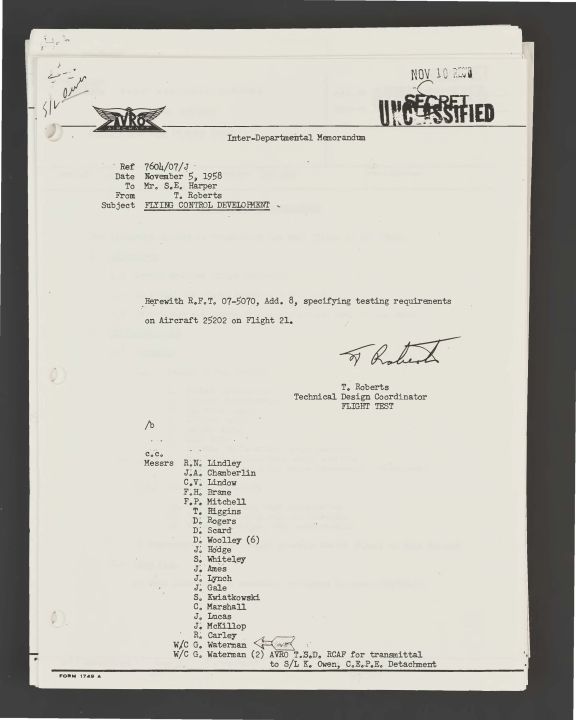 S/L Owen
NOV 10 REC'D
SECRET
UNCLASSIFIED
AVRO
AIRCRAFT
Inter-Departmental Memorandum
Ref 7604/07/J
Date November 5, 1958
To Mr. S.E. Harper
From T. Roberts
Subject FLYING CONTROL DEVELOPMENT
Herewith R.F.T. 07-5070, Add. 8, specifying testing requirements
on Aircraft 25202 on Flight 21.
T Roberts
T. Roberts
Technical Design Coordinator
FLIGHT TEST
/b
c.c.
Messrs R.N. Lindley
J.A. Chamberlin
C.V. Lindow
F.H. Brame
F.P. Mitchell
T. Higgins
D. Rogers
D. Scard
D. Woolley (6)
J. Hodge
S. Whiteley
J. Ames
J. Lynch
J. Gale
S. Kwiatkowski
C. Marshall
J. Lucas
J. McKillop
R. Carley
W/C G. Waterman
W/C G. Waterman (2) AVRO T.S.D. RCAF for transmittal
to S/L K. Owen, C.E.P.E. Detachment
FORM 1749 A